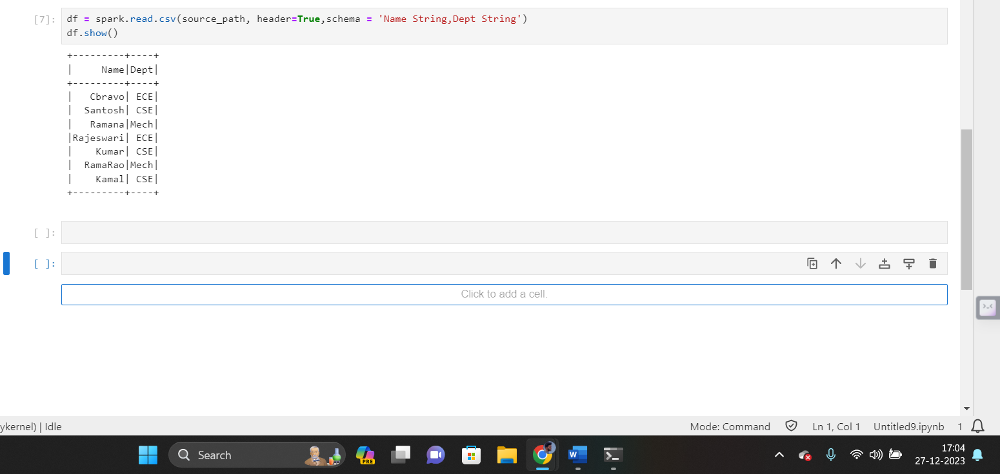 [7]: df = spark.read.csv(source_path, header=True,schema = 'Name String,Dept String')
df.show()
+---------+----+
|     Name|Dept|
+---------+----+
|   Cbravo| ECE|
|  Santosh| CSE|
|   Ramana|Mech|
|Rajeswari| ECE|
|    Kumar| CSE|
|  RamaRao|Mech|
|    Kamal| CSE|
+---------+----+
[ ]:
[ ]:
Click to add a cell.
ykernel) | Idle Mode: Command Ln 1, Col 1 Untitled9.ipynb 1
Search PRE W 17:04
27-12-2023